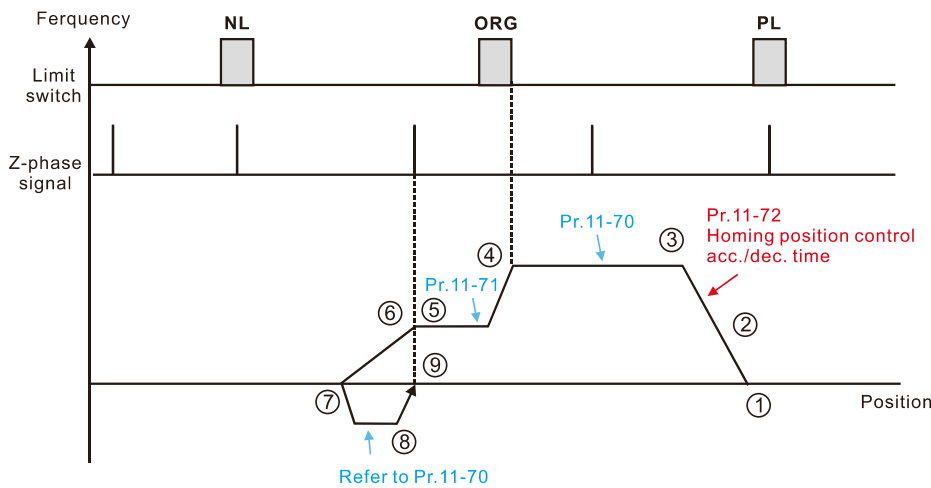 Ferquency
NL
ORG
PL
Limit
switch
Z-phase
signal
Pr.11-72
Homing position control
acc./dec. time
Pr.11-70
③
④
Pr.11-71
⑥
⑤
②
⑨
⑦
①
Position
⑧
Refer to Pr.11-70